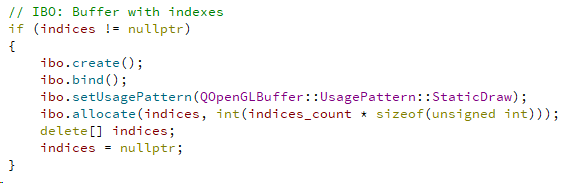 // IBO: Buffer with indexes
if (indices != nullptr)
{
    ibo.create();
    ibo.bind();
    ibo.setUsagePattern(QOpenGLBuffer::UsagePattern::StaticDraw);
    ibo.allocate(indices, int(indices_count * sizeof(unsigned int)));
    delete[] indices;
    indices = nullptr;
}